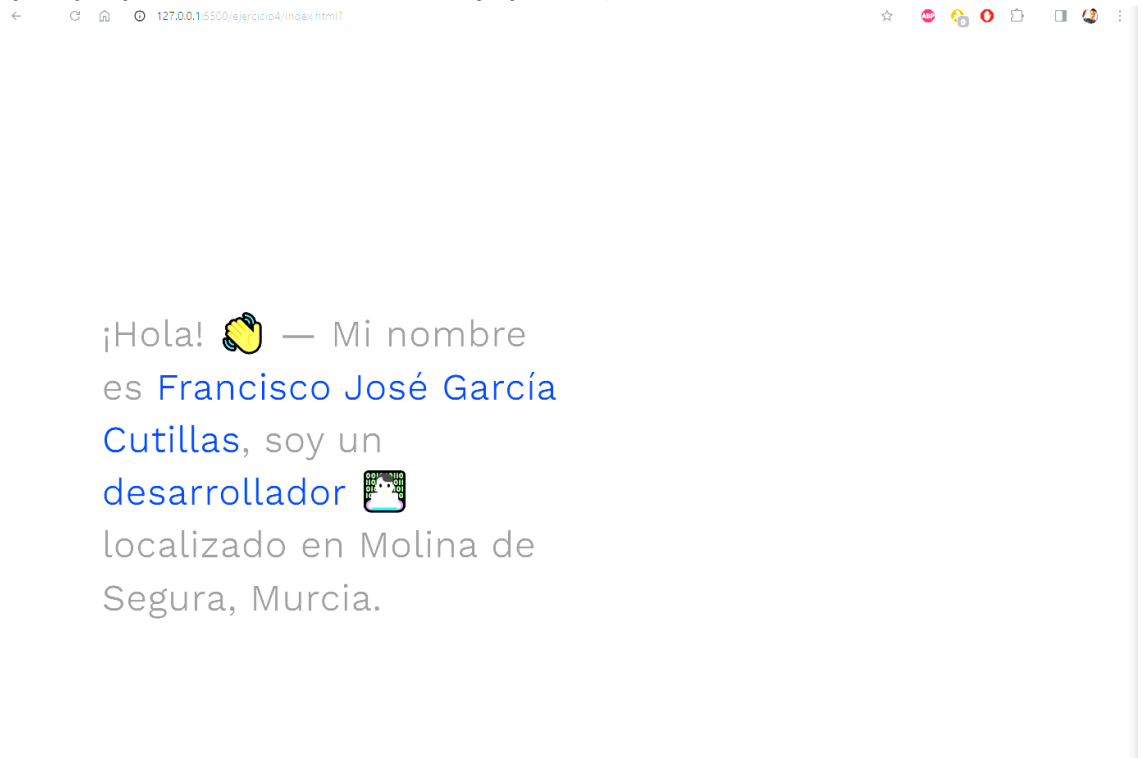 127.0.0.1:5500/ejercicio4/index.html?
ABP
¡Hola! 👋 — Mi nombre
es Francisco José García
Cutillas, soy un
desarrollador
localizado en Molina de
Segura, Murcia.